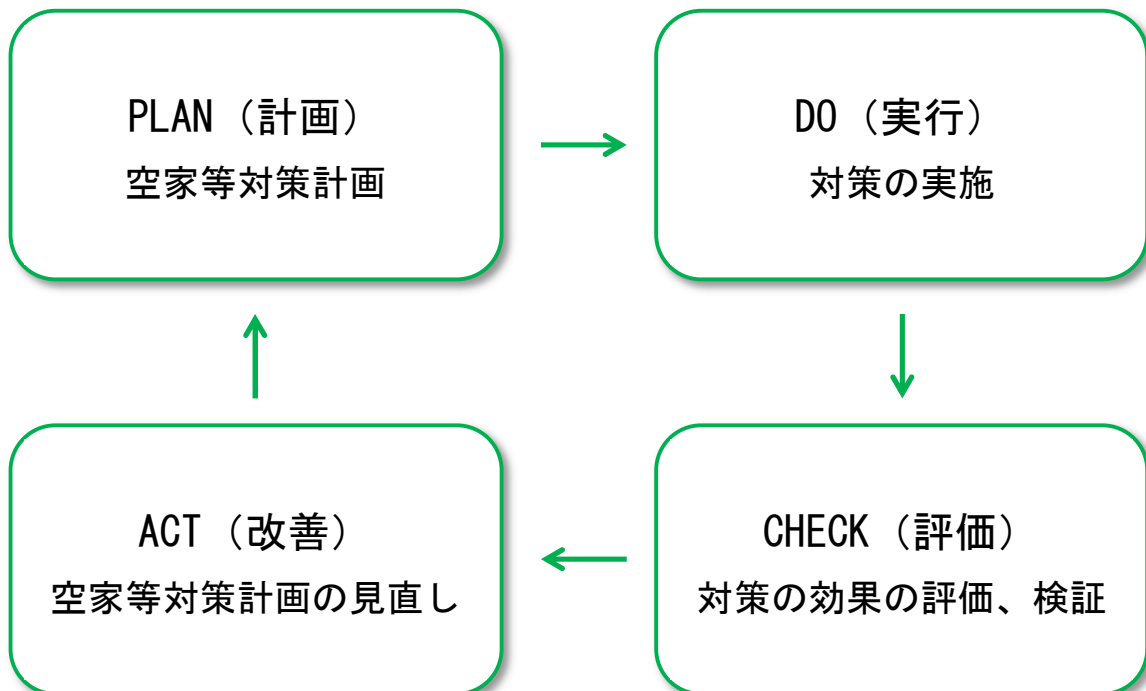 PLAN（計画）
空家等対策計画
DO（実行）
対策の実施
ACT（改善）
空家等対策計画の見直し
CHECK（評価）
対策の効果の評価、検証